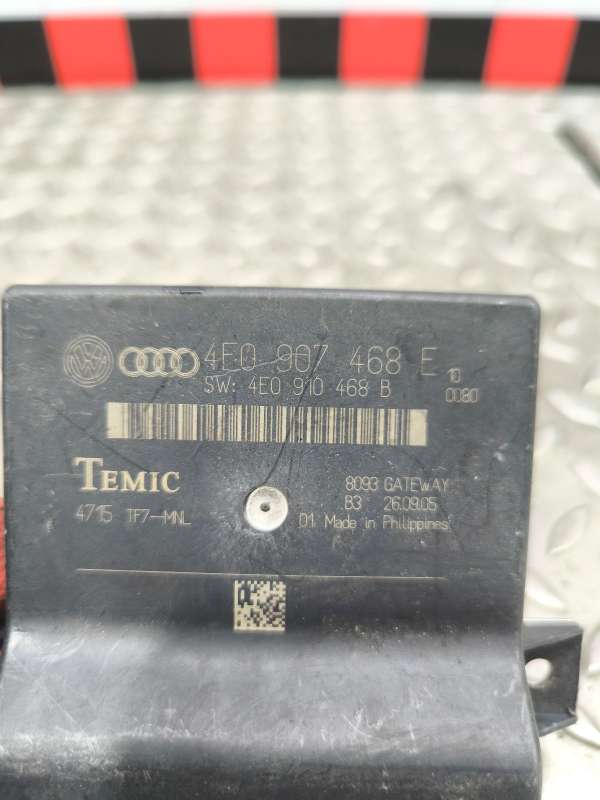 4E0 907 468 E
SW: 4E0 910 468 B
10
0080
TEMIC
8093 GATEWAY
B3 26.09.05
4715 TF7-MNL
01 Made in Philippines